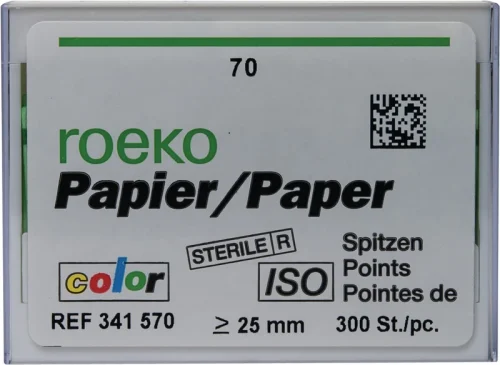 70
roeko
Papier/Paper
STERILE R
color
ISO
Spitzen
Points
Pointes de
REF 341 570
≥ 25 mm
300 St./pc.